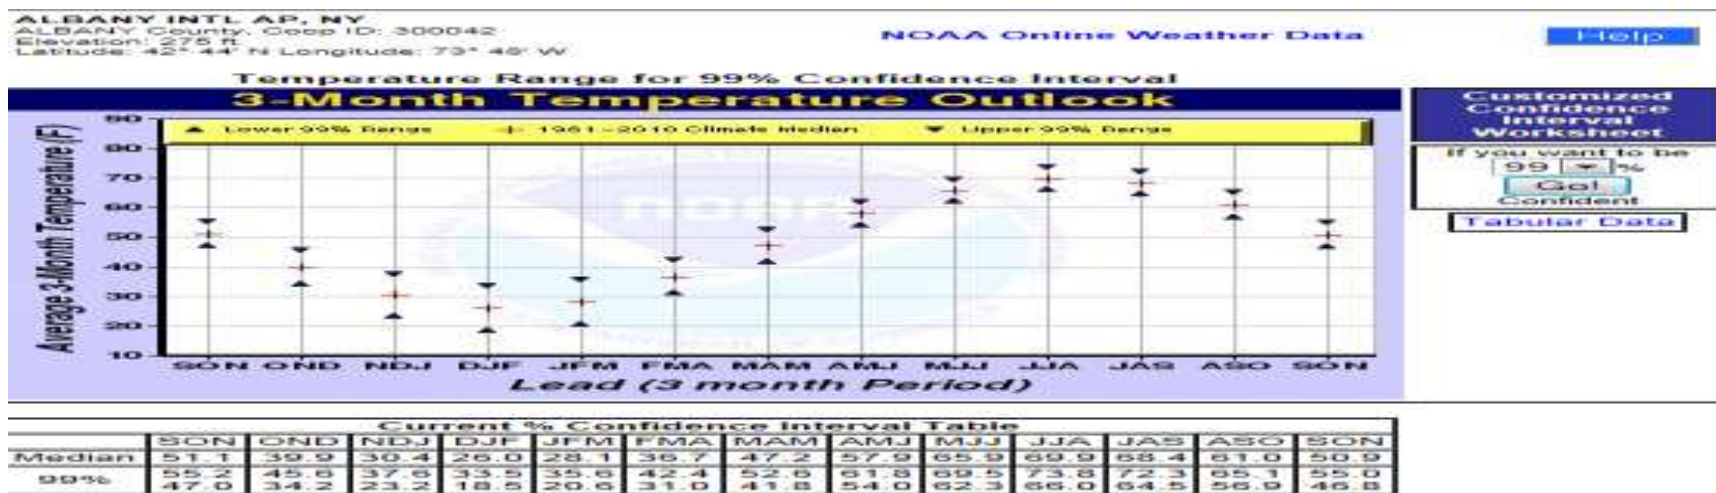 ALBANY INTL AP, NY
ALBANY County, Coop ID: 300042
Elevation: 275 ft
Latitude: 42° 44' N Longitude: 73° 48' W
NOAA Online Weather Data
Help
Temperature Range for 99% Confidence Interval
3-Month Temperature Outlook
▲ Lower 99% Range + 1981-2010 Climate Median ▼ Upper 99% Range
Average 3-Month Temperature (F)
90
80
70
60
50
40
30
20
10
noaa
SON OND NDJ DJF JFM FMA MAM AMJ MJJ JJA JAS ASO SON
Lead (3 month Period)
Customized
Confidence
Interval
Worksheet
If you want to be
99 %
Go!
Confident
Tabular Data
Current % Confidence Interval Table
SON OND NDJ DJF JFM FMA MAM AMJ MJJ JJA JAS ASO SON
Median 51.1 39.9 30.4 26.0 28.1 36.7 47.2 57.9 65.9 69.9 68.4 61.0 50.9
99% 55.2 45.6 37.6 33.5 35.6 42.4 52.6 61.8 69.5 73.8 72.3 65.1 55.0
47.0 34.2 23.2 18.5 20.6 31.0 41.8 54.0 62.3 66.0 64.5 56.9 46.8